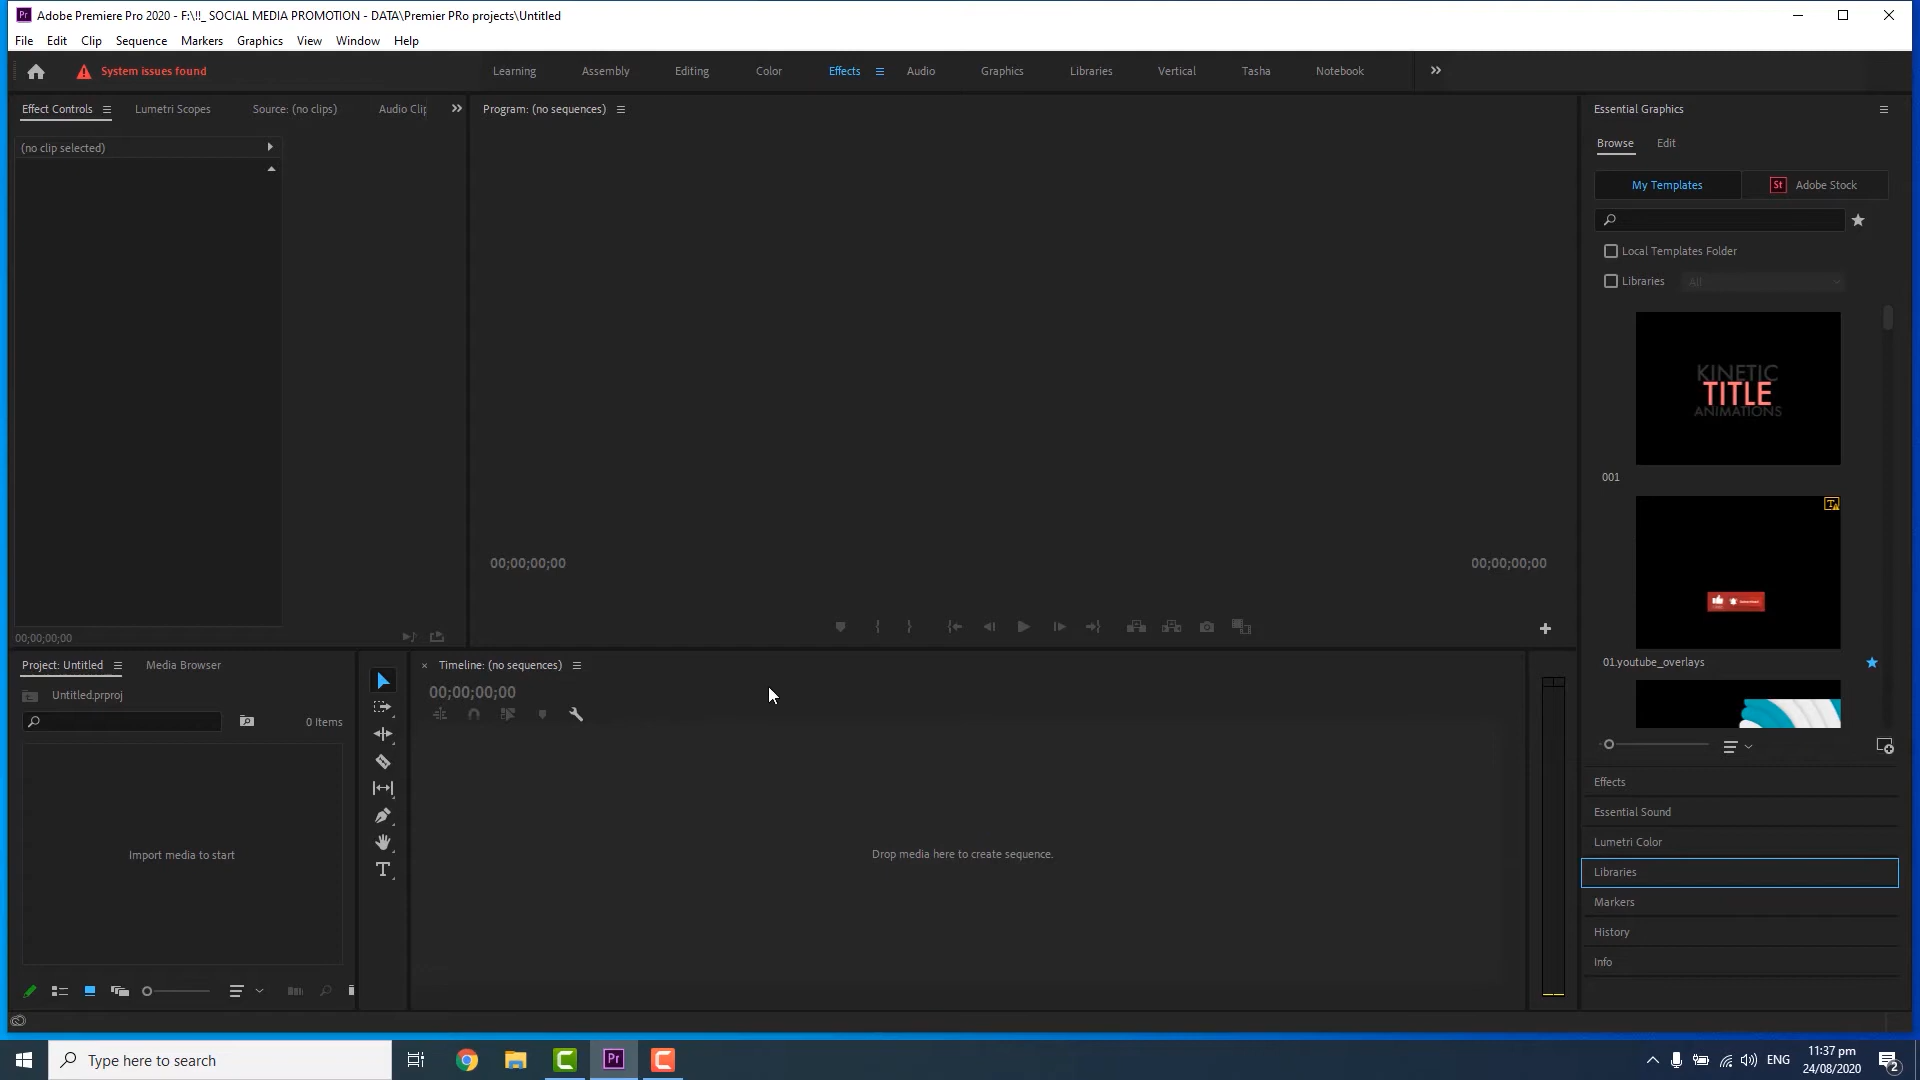 Adobe Premiere Pro 2020 - F:\!!_ SOCIAL MEDIA PROMOTION - DATA\Premier PRo projects\Untitled
File Edit Clip Sequence Markers Graphics View Window Help
System issues found
Learning Assembly Editing Color Effects Audio Graphics Libraries Vertical Tasha Notebook
Effect Controls Lumetri Scopes Source: (no clips) Audio Clip
Program: (no sequences)
Essential Graphics
Browse Edit
(no clip selected)
My Templates St Adobe Stock
Local Templates Folder
Libraries All
KINETIC
TITLE
ANIMATIONS
001
01.youtube_overlays
00;00;00;00 00;00;00;00
00;00;00;00
Project: Untitled Media Browser
Timeline: (no sequences)
Untitled.prproj
00;00;00;00
0 Items
Import media to start
Drop media here to create sequence.
Effects
Essential Sound
Lumetri Color
Libraries
Markers
History
Info
Type here to search
Pr
ENG
11:37 pm
24/08/2020
2